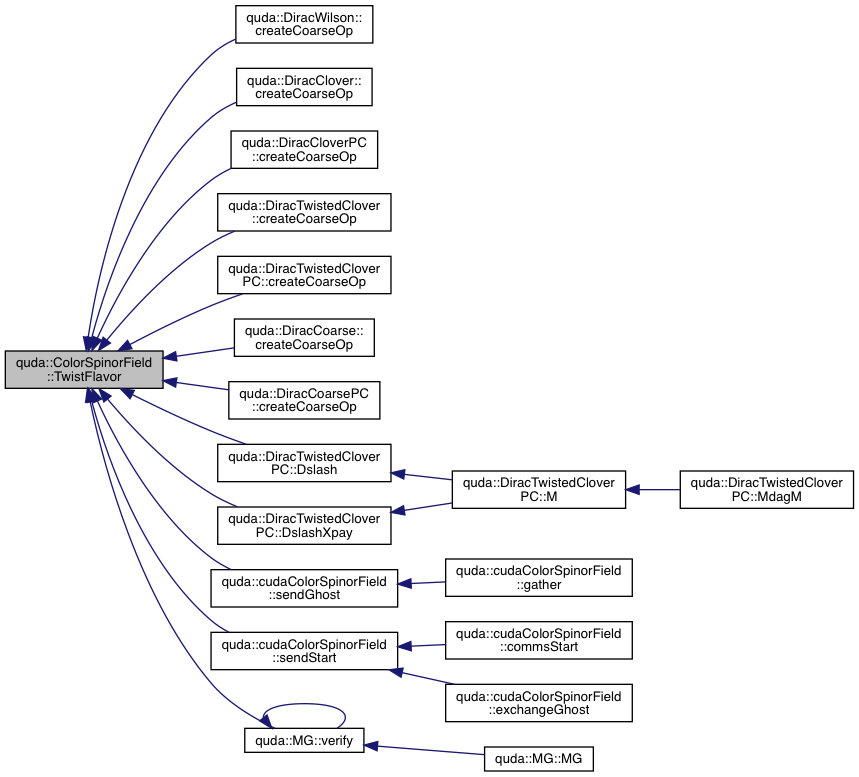 quda::DiracWilson::
createCoarseOp
quda::DiracClover::
createCoarseOp
quda::DiracCloverPC
::createCoarseOp
quda::DiracTwistedClover
::createCoarseOp
quda::DiracTwistedClover
PC::createCoarseOp
quda::DiracCoarse::
createCoarseOp
quda::ColorSpinorField
::TwistFlavor
quda::DiracCoarsePC
::createCoarseOp
quda::DiracTwistedClover
PC::Dslash
quda::DiracTwistedClover
PC::M
quda::DiracTwistedClover
PC::MdagM
quda::DiracTwistedClover
PC::DslashXpay
quda::cudaColorSpinorField
::sendGhost
quda::cudaColorSpinorField
::gather
quda::cudaColorSpinorField
::sendStart
quda::cudaColorSpinorField
::commsStart
quda::cudaColorSpinorField
::exchangeGhost
quda::MG::verify
quda::MG::MG